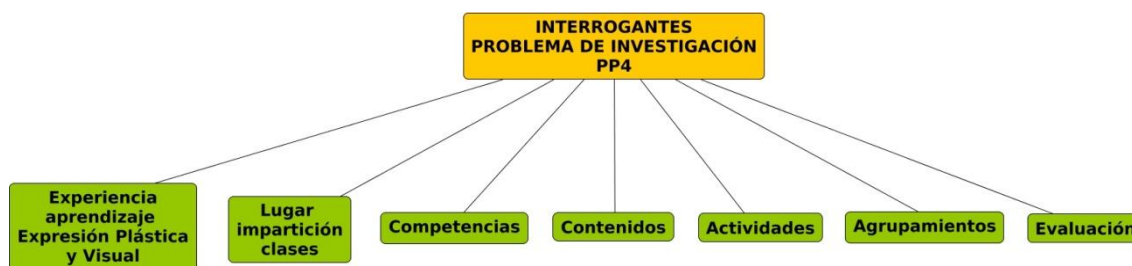 INTERROGANTES
PROBLEMA DE INVESTIGACIÓN
PP4
Experiencia
aprendizaje
Expresión Plástica
y Visual
Lugar
impartición
clases
Competencias
Contenidos
Actividades
Agrupamientos
Evaluación